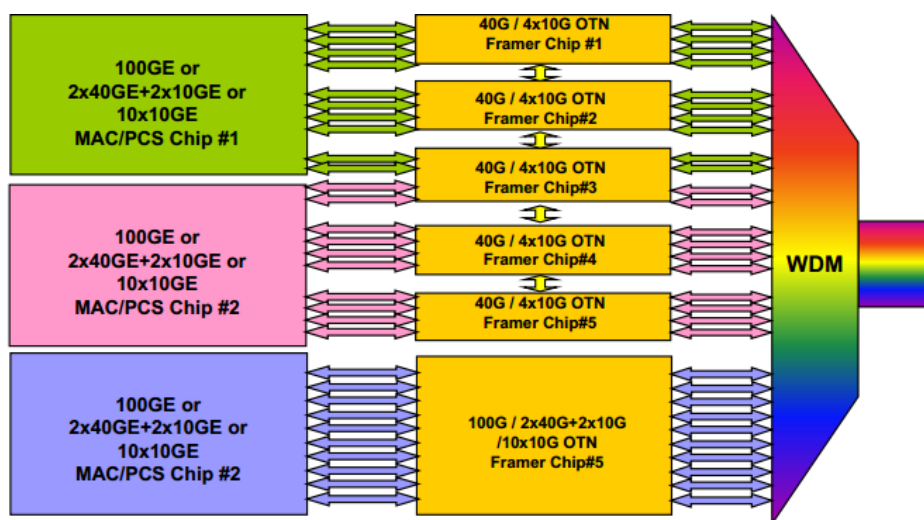 100GE or
2x40GE+2x10GE or
10x10GE
MAC/PCS Chip #1
100GE or
2x40GE+2x10GE or
10x10GE
MAC/PCS Chip #2
100GE or
2x40GE+2x10GE or
10x10GE
MAC/PCS Chip #2
40G / 4x10G OTN
Framer Chip #1
40G / 4x10G OTN
Framer Chip#2
40G / 4x10G OTN
Framer Chip#3
40G / 4x10G OTN
Framer Chip#4
40G / 4x10G OTN
Framer Chip#5
100G / 2x40G+2x10G
/10x10G OTN
Framer Chip#5
WDM